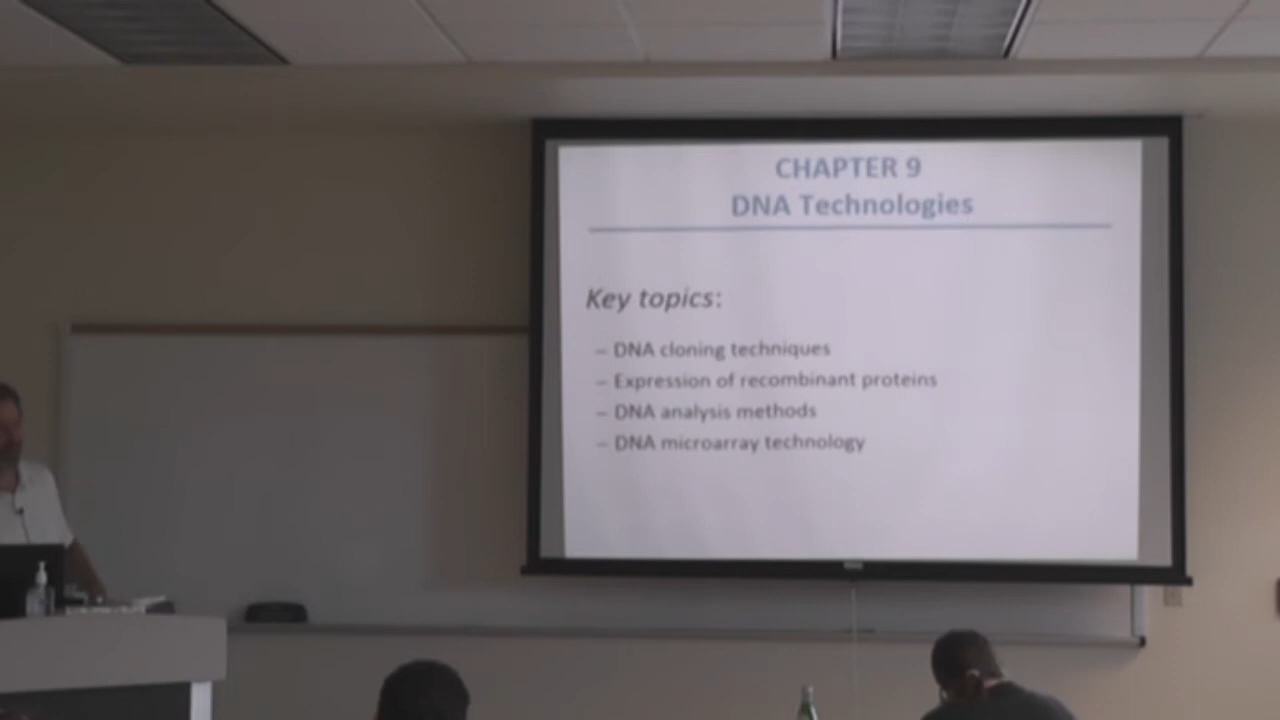 CHAPTER 9
DNA Technologies
Key topics:
– DNA cloning techniques
– Expression of recombinant proteins
– DNA analysis methods
– DNA microarray technology